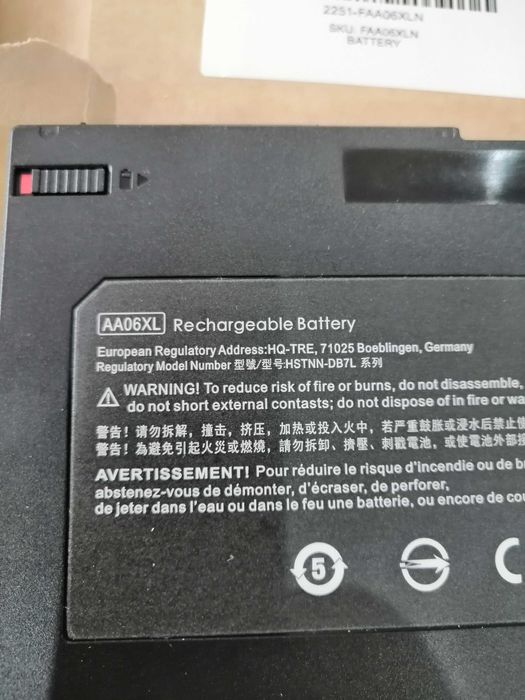 2251-FAA06XLN
SKU: FAA06XLN
BATTERY
AA06XL Rechargeable Battery
European Regulatory Address:HQ-TRE, 71025 Boeblingen, Germany
Regulatory Model Number 型號/型号:HSTNN-DB7L 系列
WARNING! To reduce risk of fire or burns, do not disassemble,
do not short external contasts; do not dispose of in fire or wa
警告！请勿拆解，撞击，挤压，加热或投入火中，若严重鼓胀或浸水后禁止使
警告！為避免引起火災或燃燒，請勿拆卸、擠壓、刺戳電池，或使電池外部接
AVERTISSEMENT! Pour réduire le risque d'incendie ou de bu
abstenez-vous de démonter, d'écraser, de perforer,
de jeter dans l'eau ou dans le feu une batterie, ou encore de cou
5